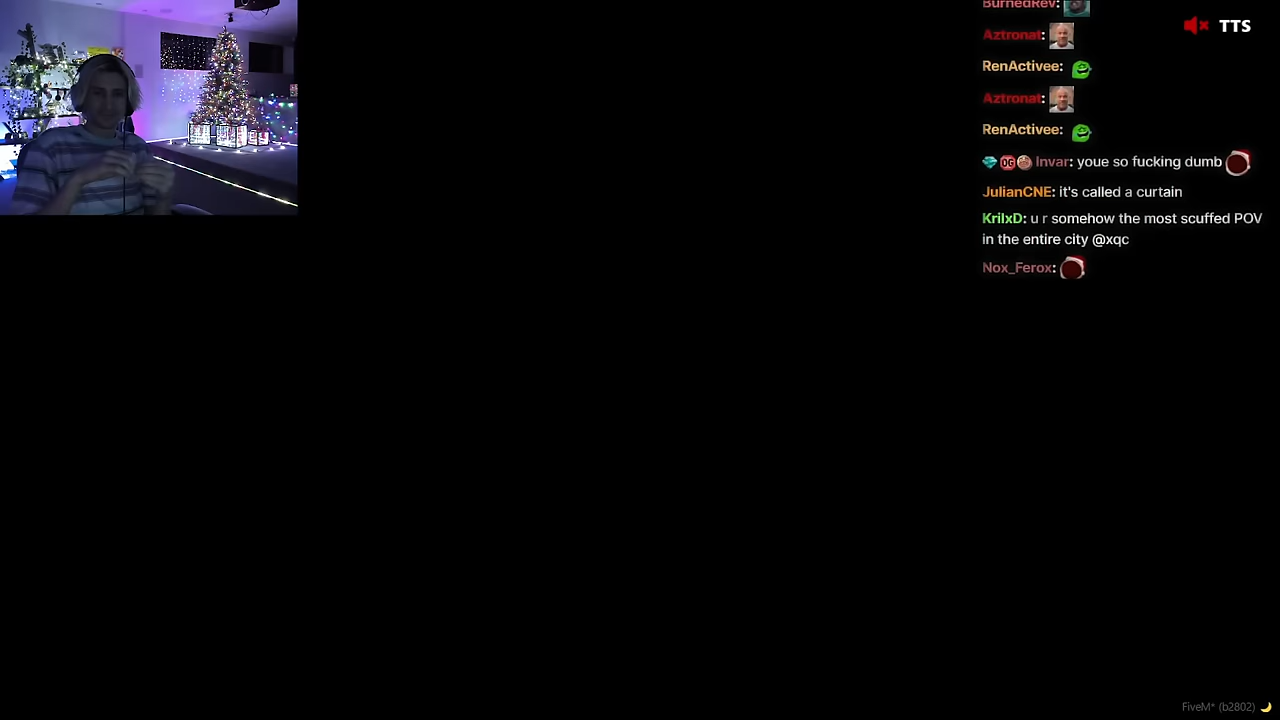 BurnedRev:
TTS
Aztronat:
RenActivee:
Aztronat:
RenActivee:
DG Invar: youe so fucking dumb
JulianCNE: it's called a curtain
KrilxD: u r somehow the most scuffed POV
in the entire city @xqc
Nox_Ferox:
FiveM* (b2802)